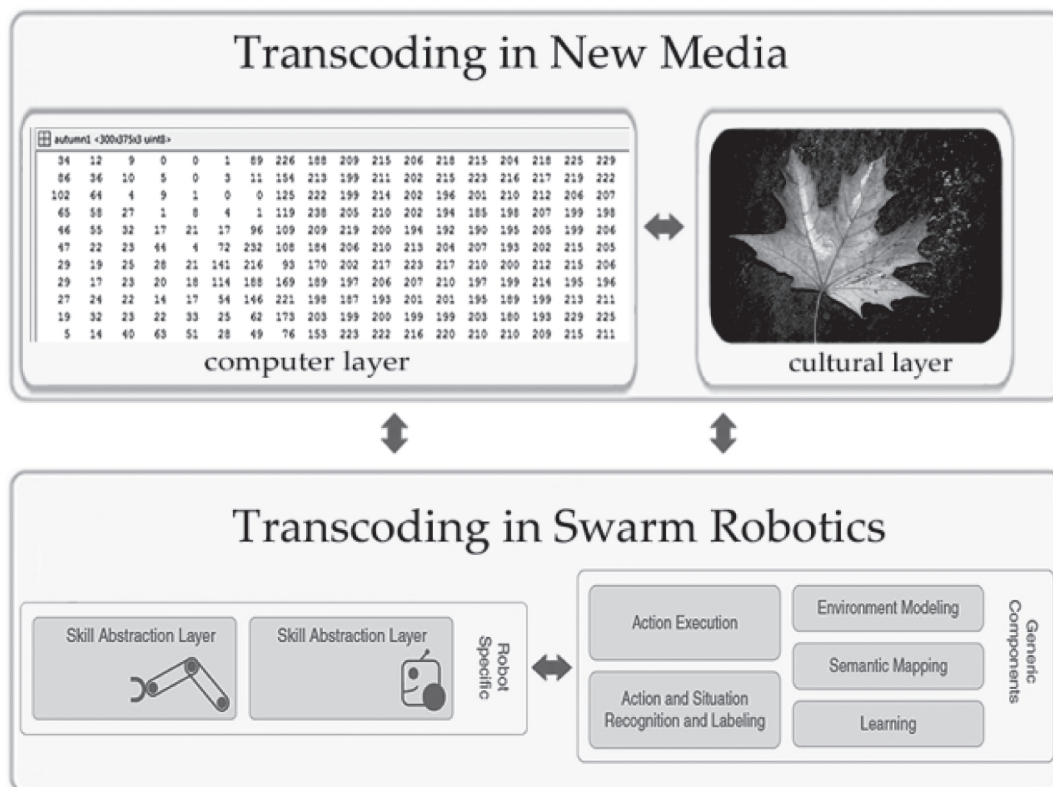 Transcoding in New Media
autumn1 <300x375x3 uint8>
34 12 9 0 0 1 89 226 188 209 215 206 218 215 204 218 225 229
86 36 10 5 0 3 11 154 213 199 211 202 215 223 216 217 219 222
102 64 4 9 1 0 0 125 222 199 214 202 196 201 210 212 206 207
65 58 27 1 8 4 1 119 238 205 210 202 194 185 198 207 199 198
46 55 32 17 21 17 96 109 209 219 200 194 192 190 195 205 199 206
47 22 23 44 4 72 232 108 184 206 210 213 204 207 193 202 215 205
29 19 25 28 21 141 216 93 170 202 217 223 217 210 200 212 215 206
29 17 23 20 18 114 188 169 189 197 206 207 210 197 199 214 195 196
27 24 22 14 17 54 146 221 198 187 193 201 201 195 189 199 213 211
19 32 23 22 33 25 62 173 203 199 200 199 199 203 180 193 229 225
5 14 40 63 51 28 49 76 153 223 222 216 220 210 210 209 215 211
computer layer
cultural layer
Transcoding in Swarm Robotics
Skill Abstraction Layer
Skill Abstraction Layer
Robot
Specific
Action Execution
Action and Situation
Recognition and Labeling
Environment Modeling
Semantic Mapping
Learning
Generic
Components